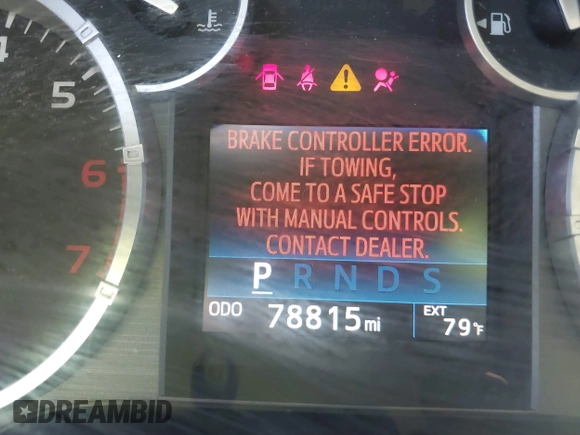 4
5
6
7
BRAKE CONTROLLER ERROR.
IF TOWING,
COME TO A SAFE STOP
WITH MANUAL CONTROLS.
CONTACT DEALER.
P R N D S
ODO 78815 mi
EXT
79°F
DREAMBID